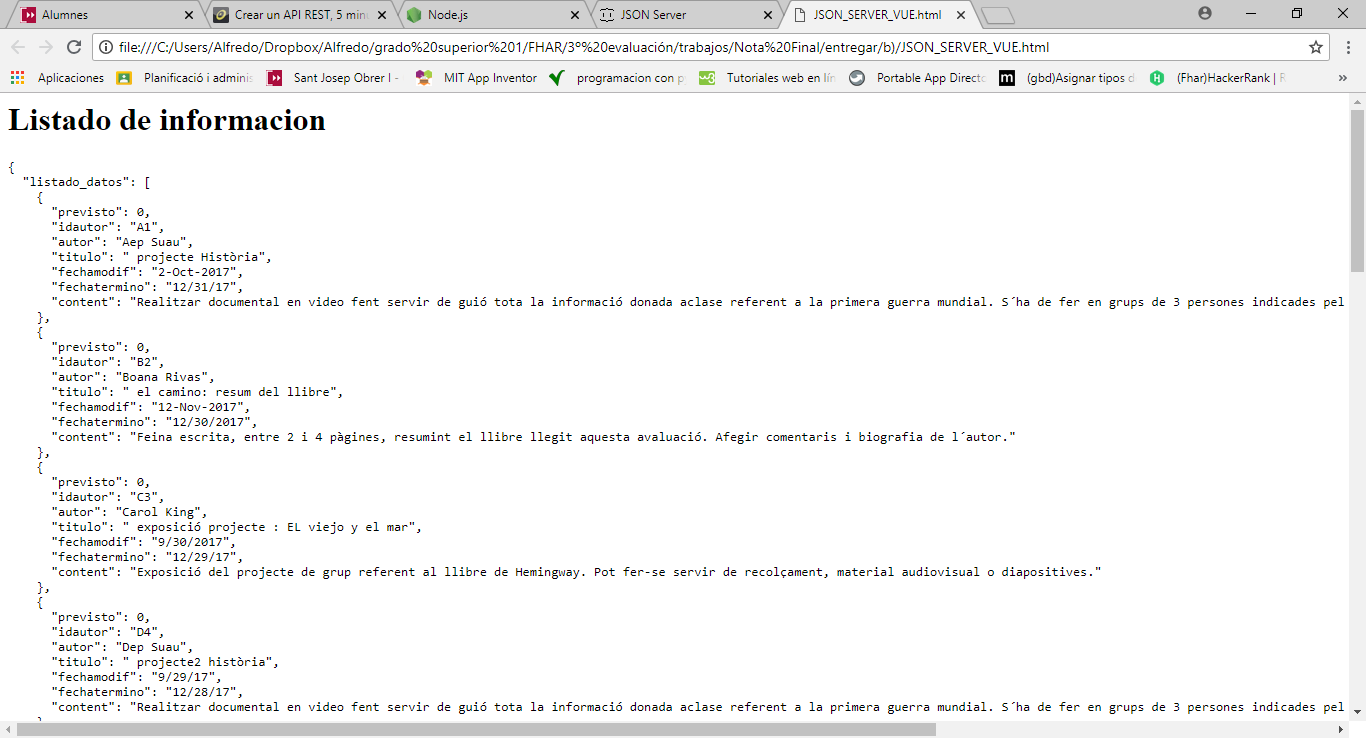 Alumnes
Crear un API REST, 5 minu
Node.js
JSON Server
JSON_SERVER_VUE.html
file:///C:/Users/Alfredo/Dropbox/Alfredo/grado%20superior%201/FHAR/3º%20evaluación/trabajos/Nota%20Final/entregar/b)/JSON_SERVER_VUE.html
Aplicaciones Planificació i adminis Sant Josep Obrer I - MIT App Inventor programacion con p Tutoriales web en lín Portable App Directo (gbd)Asignar tipos d (Fhar)HackerRank | R »
Listado de informacion
{
"listado_datos": [
{
"previsto": 0,
"idautor": "A1",
"autor": "Aep Suau",
"titulo": " projecte Història",
"fechamodif": "2-Oct-2017",
"fechatermino": "12/31/17",
"content": "Realitzar documental en video fent servir de guió tota la informació donada aclase referent a la primera guerra mundial. S´ha de fer en grups de 3 persones indicades pel
},
{
"previsto": 0,
"idautor": "B2",
"autor": "Boana Rivas",
"titulo": " el camino: resum del llibre",
"fechamodif": "12-Nov-2017",
"fechatermino": "12/30/2017",
"content": "Feina escrita, entre 2 i 4 pàgines, resumint el llibre llegit aquesta avaluació. Afegir comentaris i biografia de l´autor."
},
{
"previsto": 0,
"idautor": "C3",
"autor": "Carol King",
"titulo": " exposició projecte : EL viejo y el mar",
"fechamodif": "9/30/2017",
"fechatermino": "12/29/17",
"content": "Exposició del projecte de grup referent al llibre de Hemingway. Pot fer-se servir de recolçament, material audiovisual o diapositives."
},
{
"previsto": 0,
"idautor": "D4",
"autor": "Dep Suau",
"titulo": " projecte2 història",
"fechamodif": "9/29/17",
"fechatermino": "12/28/17",
"content": "Realitzar documental en video fent servir de guió tota la informació donada aclase referent a la primera guerra mundial. S´ha de fer en grups de 3 persones indicades pel